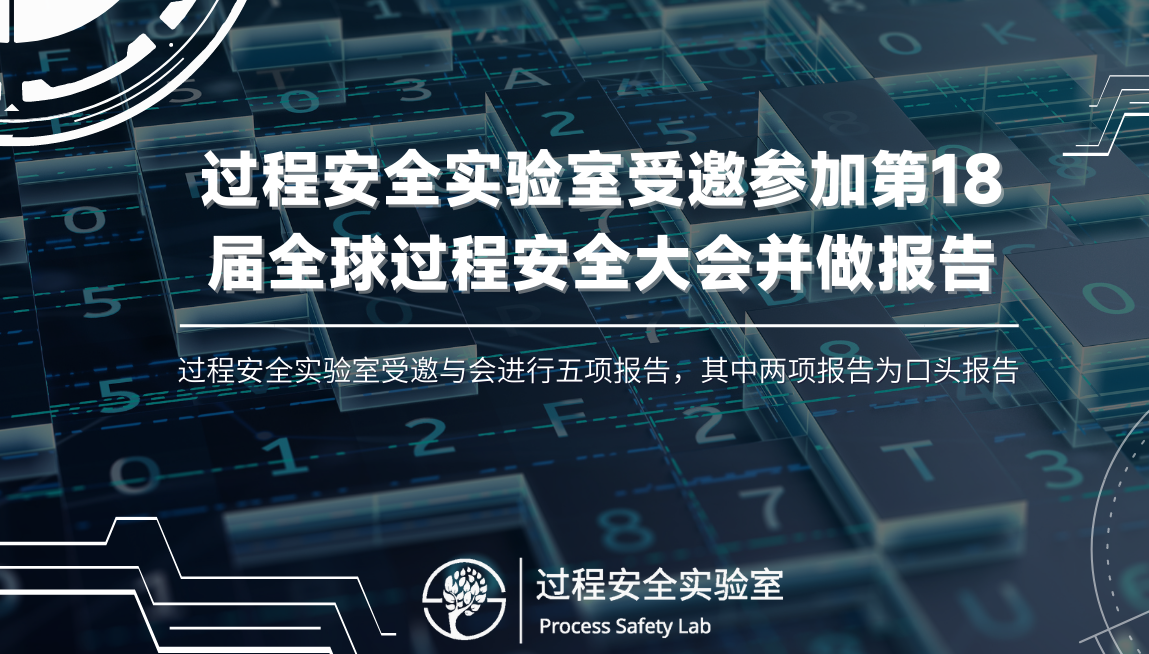 过程安全实验室受邀参加第18
届全球过程安全大会并做报告
过程安全实验室受邀与会进行五项报告，其中两项报告为口头报告
过程安全实验室
Process Safety Lab